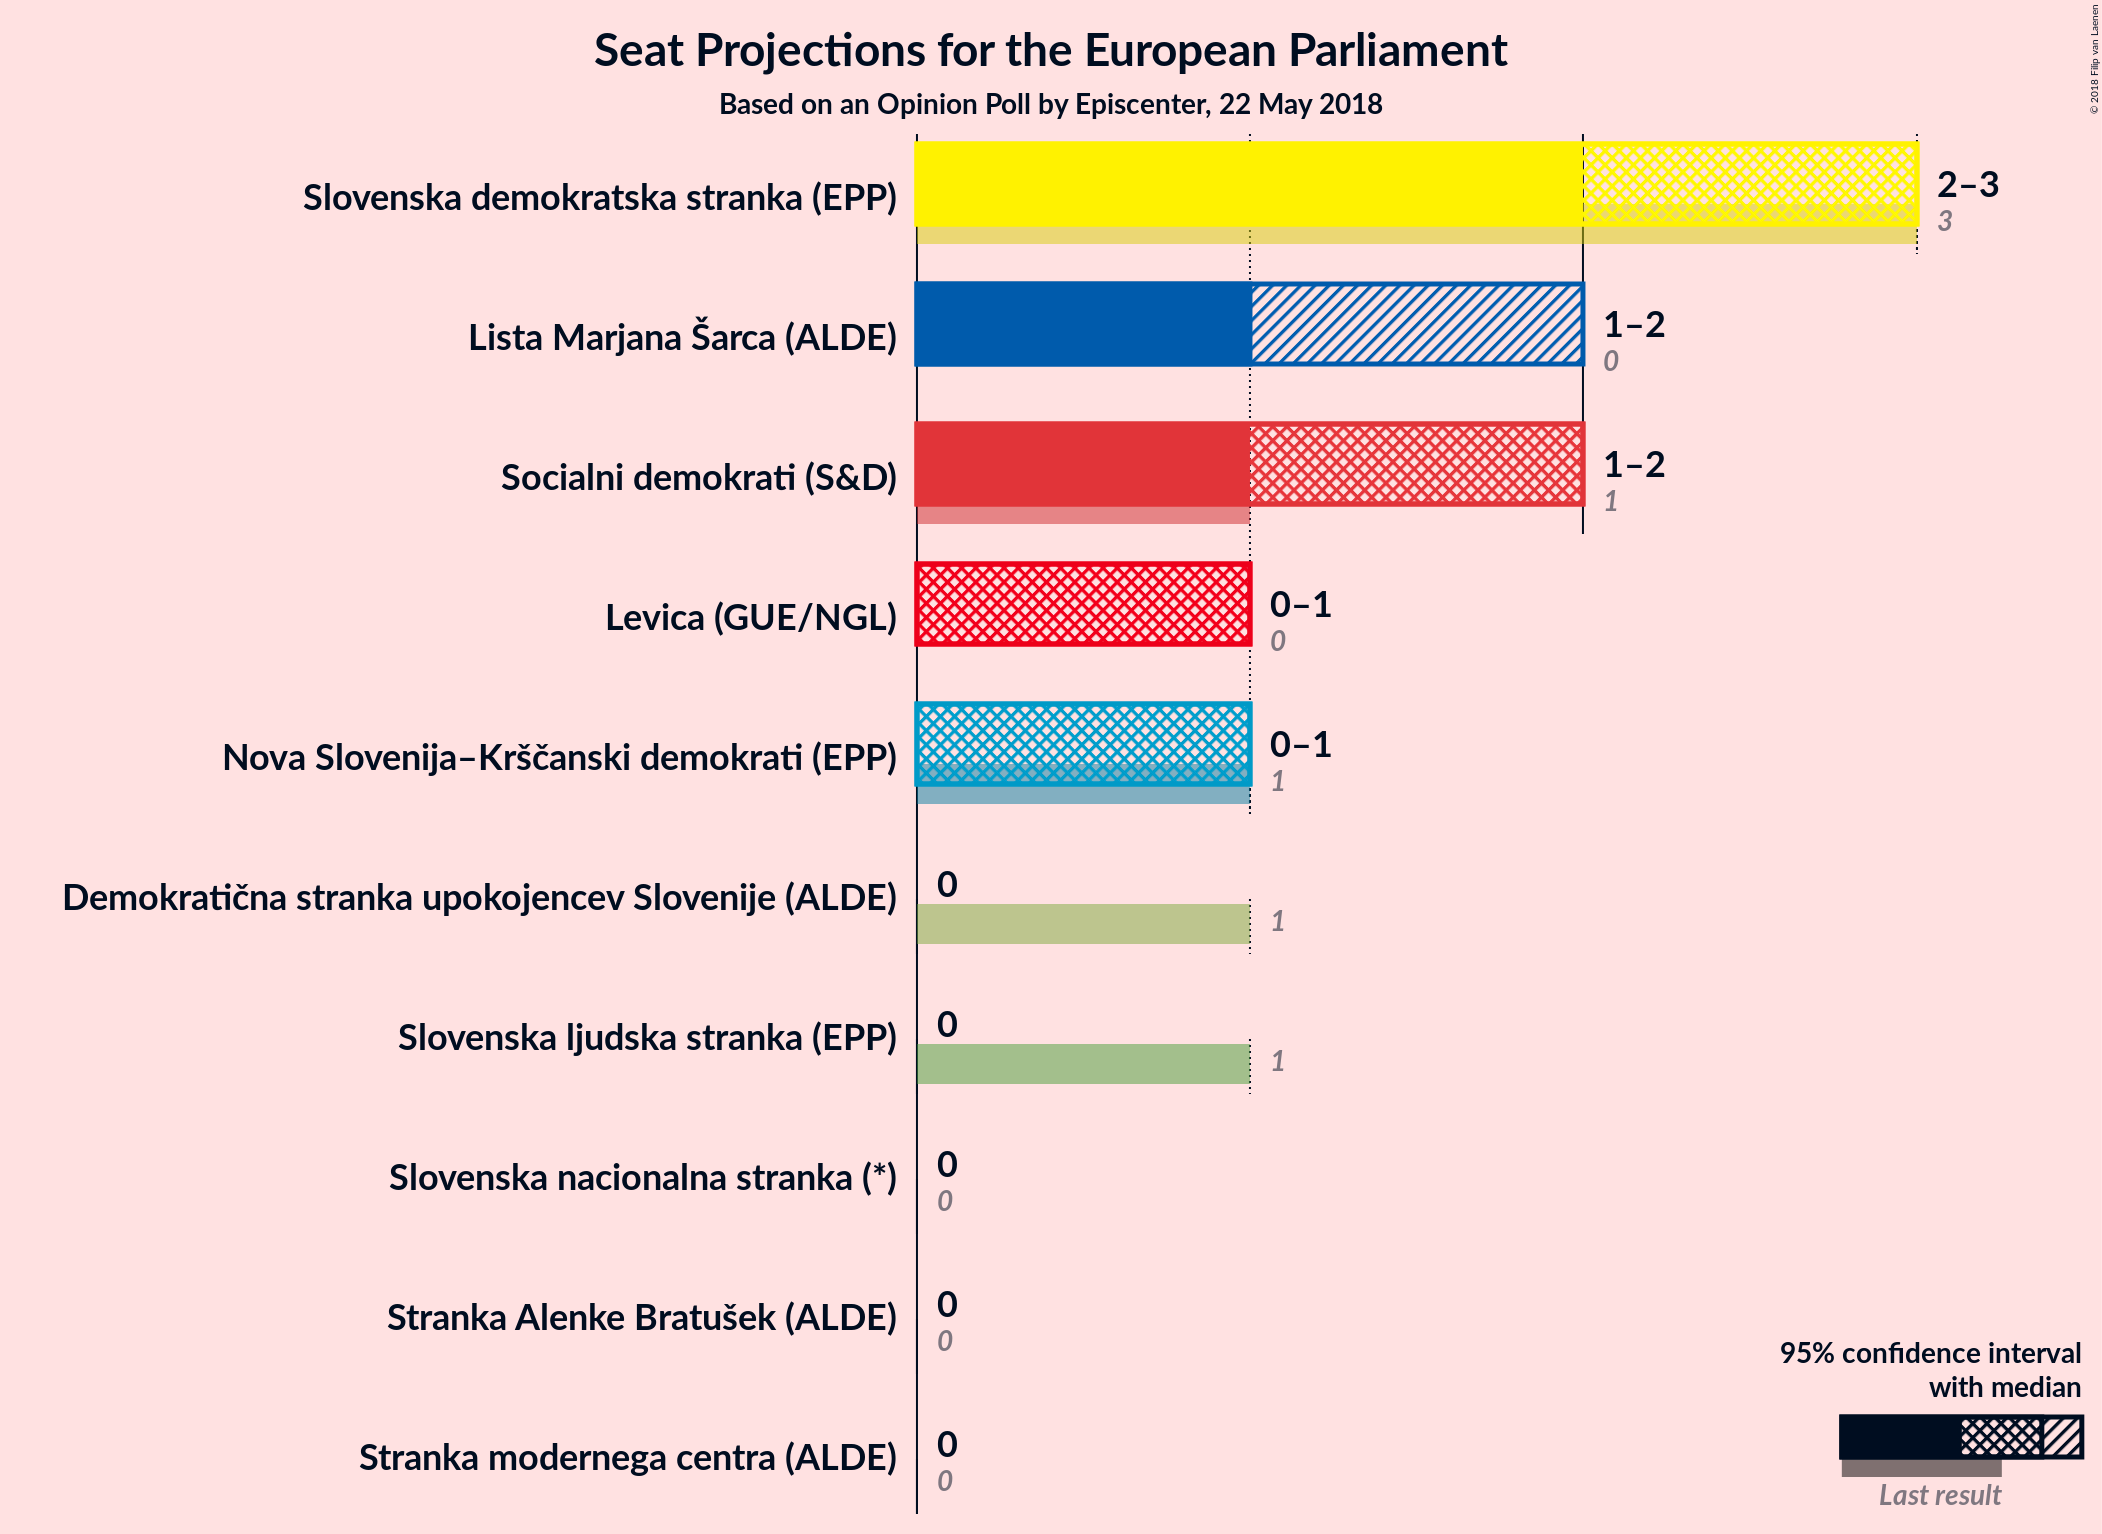 Seat Projections for the European Parliament
Based on an Opinion Poll by Episcenter, 22 May 2018
© 2018 Filip van Laenen
Slovenska demokratska stranka (EPP)
2–3
3
Lista Marjana Šarca (ALDE)
1–2
0
Socialni demokrati (S&D)
1–2
1
Levica (GUE/NGL)
0–1
0
Nova Slovenija–Krščanski demokrati (EPP)
0–1
1
Demokratična stranka upokojencev Slovenije (ALDE)
0
1
Slovenska ljudska stranka (EPP)
0
1
Slovenska nacionalna stranka (*)
0
0
Stranka Alenke Bratušek (ALDE)
0
0
Stranka modernega centra (ALDE)
0
0
95% confidence interval
with median
Last result